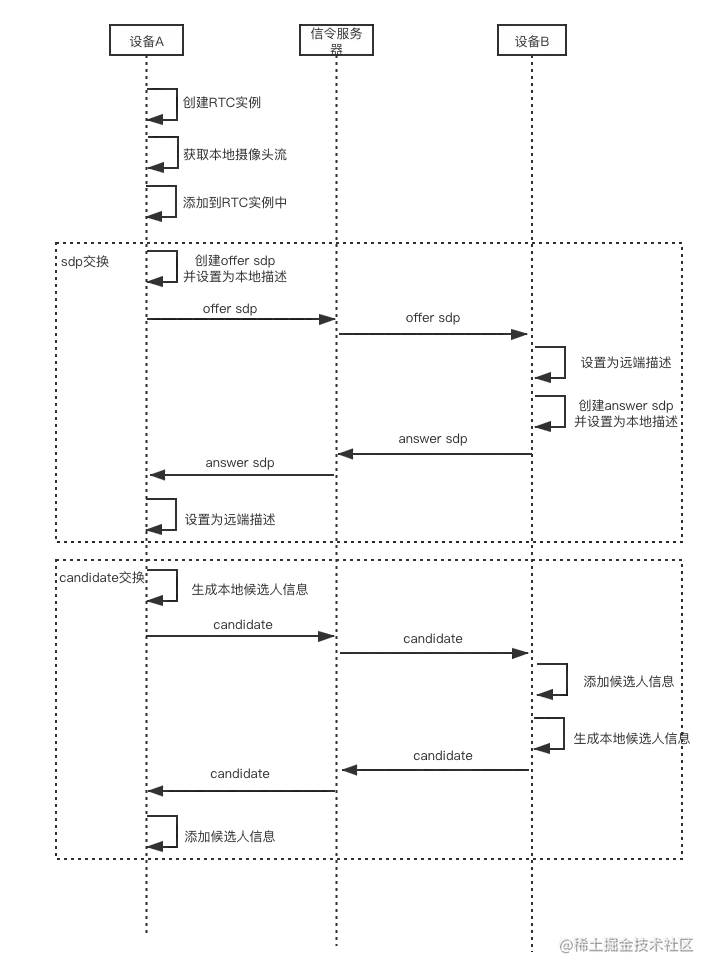 设备A
信令服务
器
设备B
创建RTC实例
获取本地摄像头流
添加到RTC实例中
sdp交换
创建offer sdp
并设置为本地描述
offer sdp
offer sdp
设置为远端描述
创建answer sdp
并设置为本地描述
answer sdp
answer sdp
设置为远端描述
candidate交换
生成本地候选人信息
candidate
candidate
添加候选人信息
生成本地候选人信息
candidate
candidate
添加候选人信息
@稀土掘金技术社区